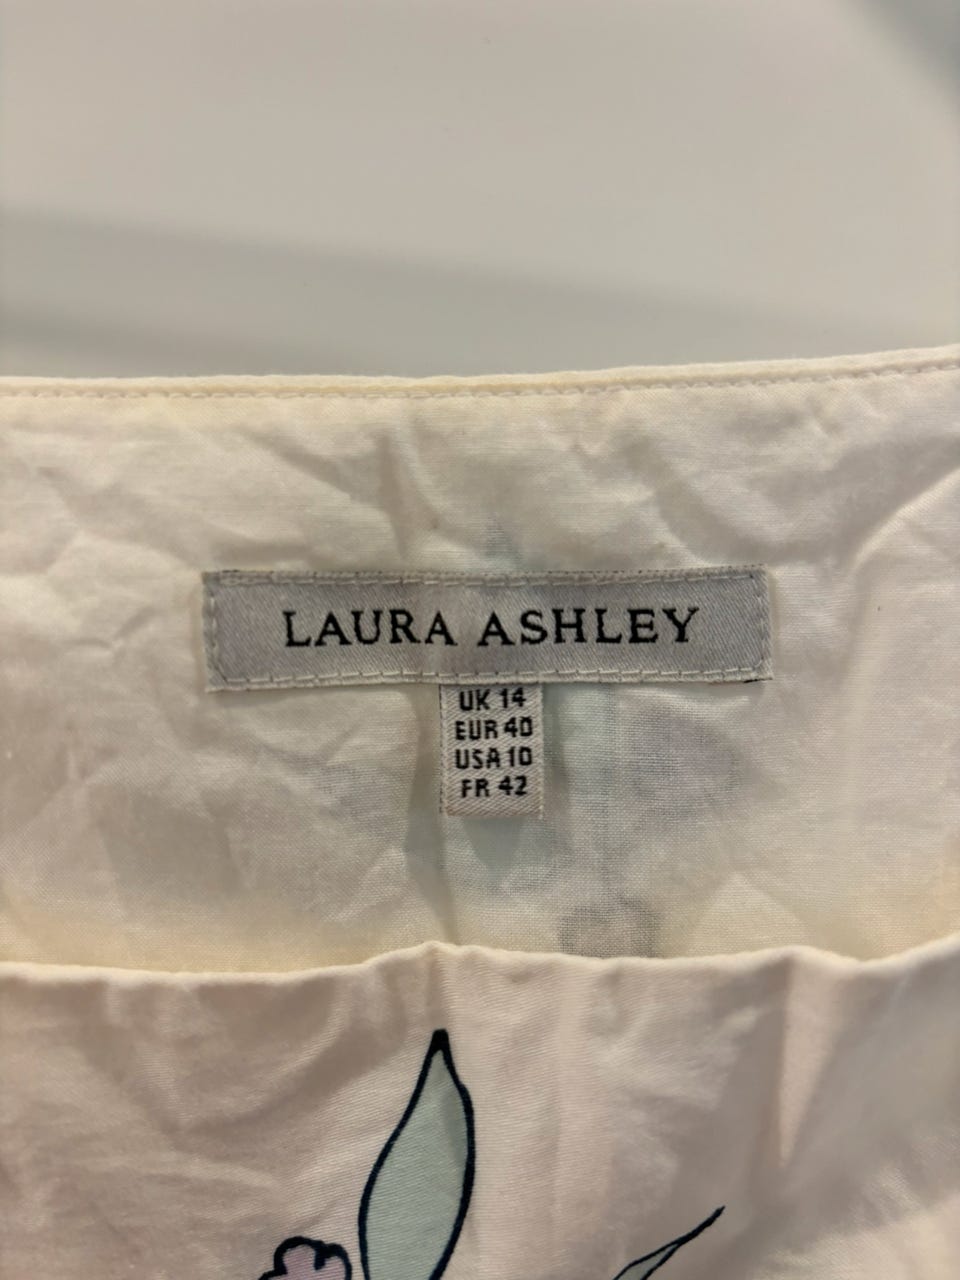 LAURA ASHLEY
UK 14
EUR 40
USA 10
FR 42